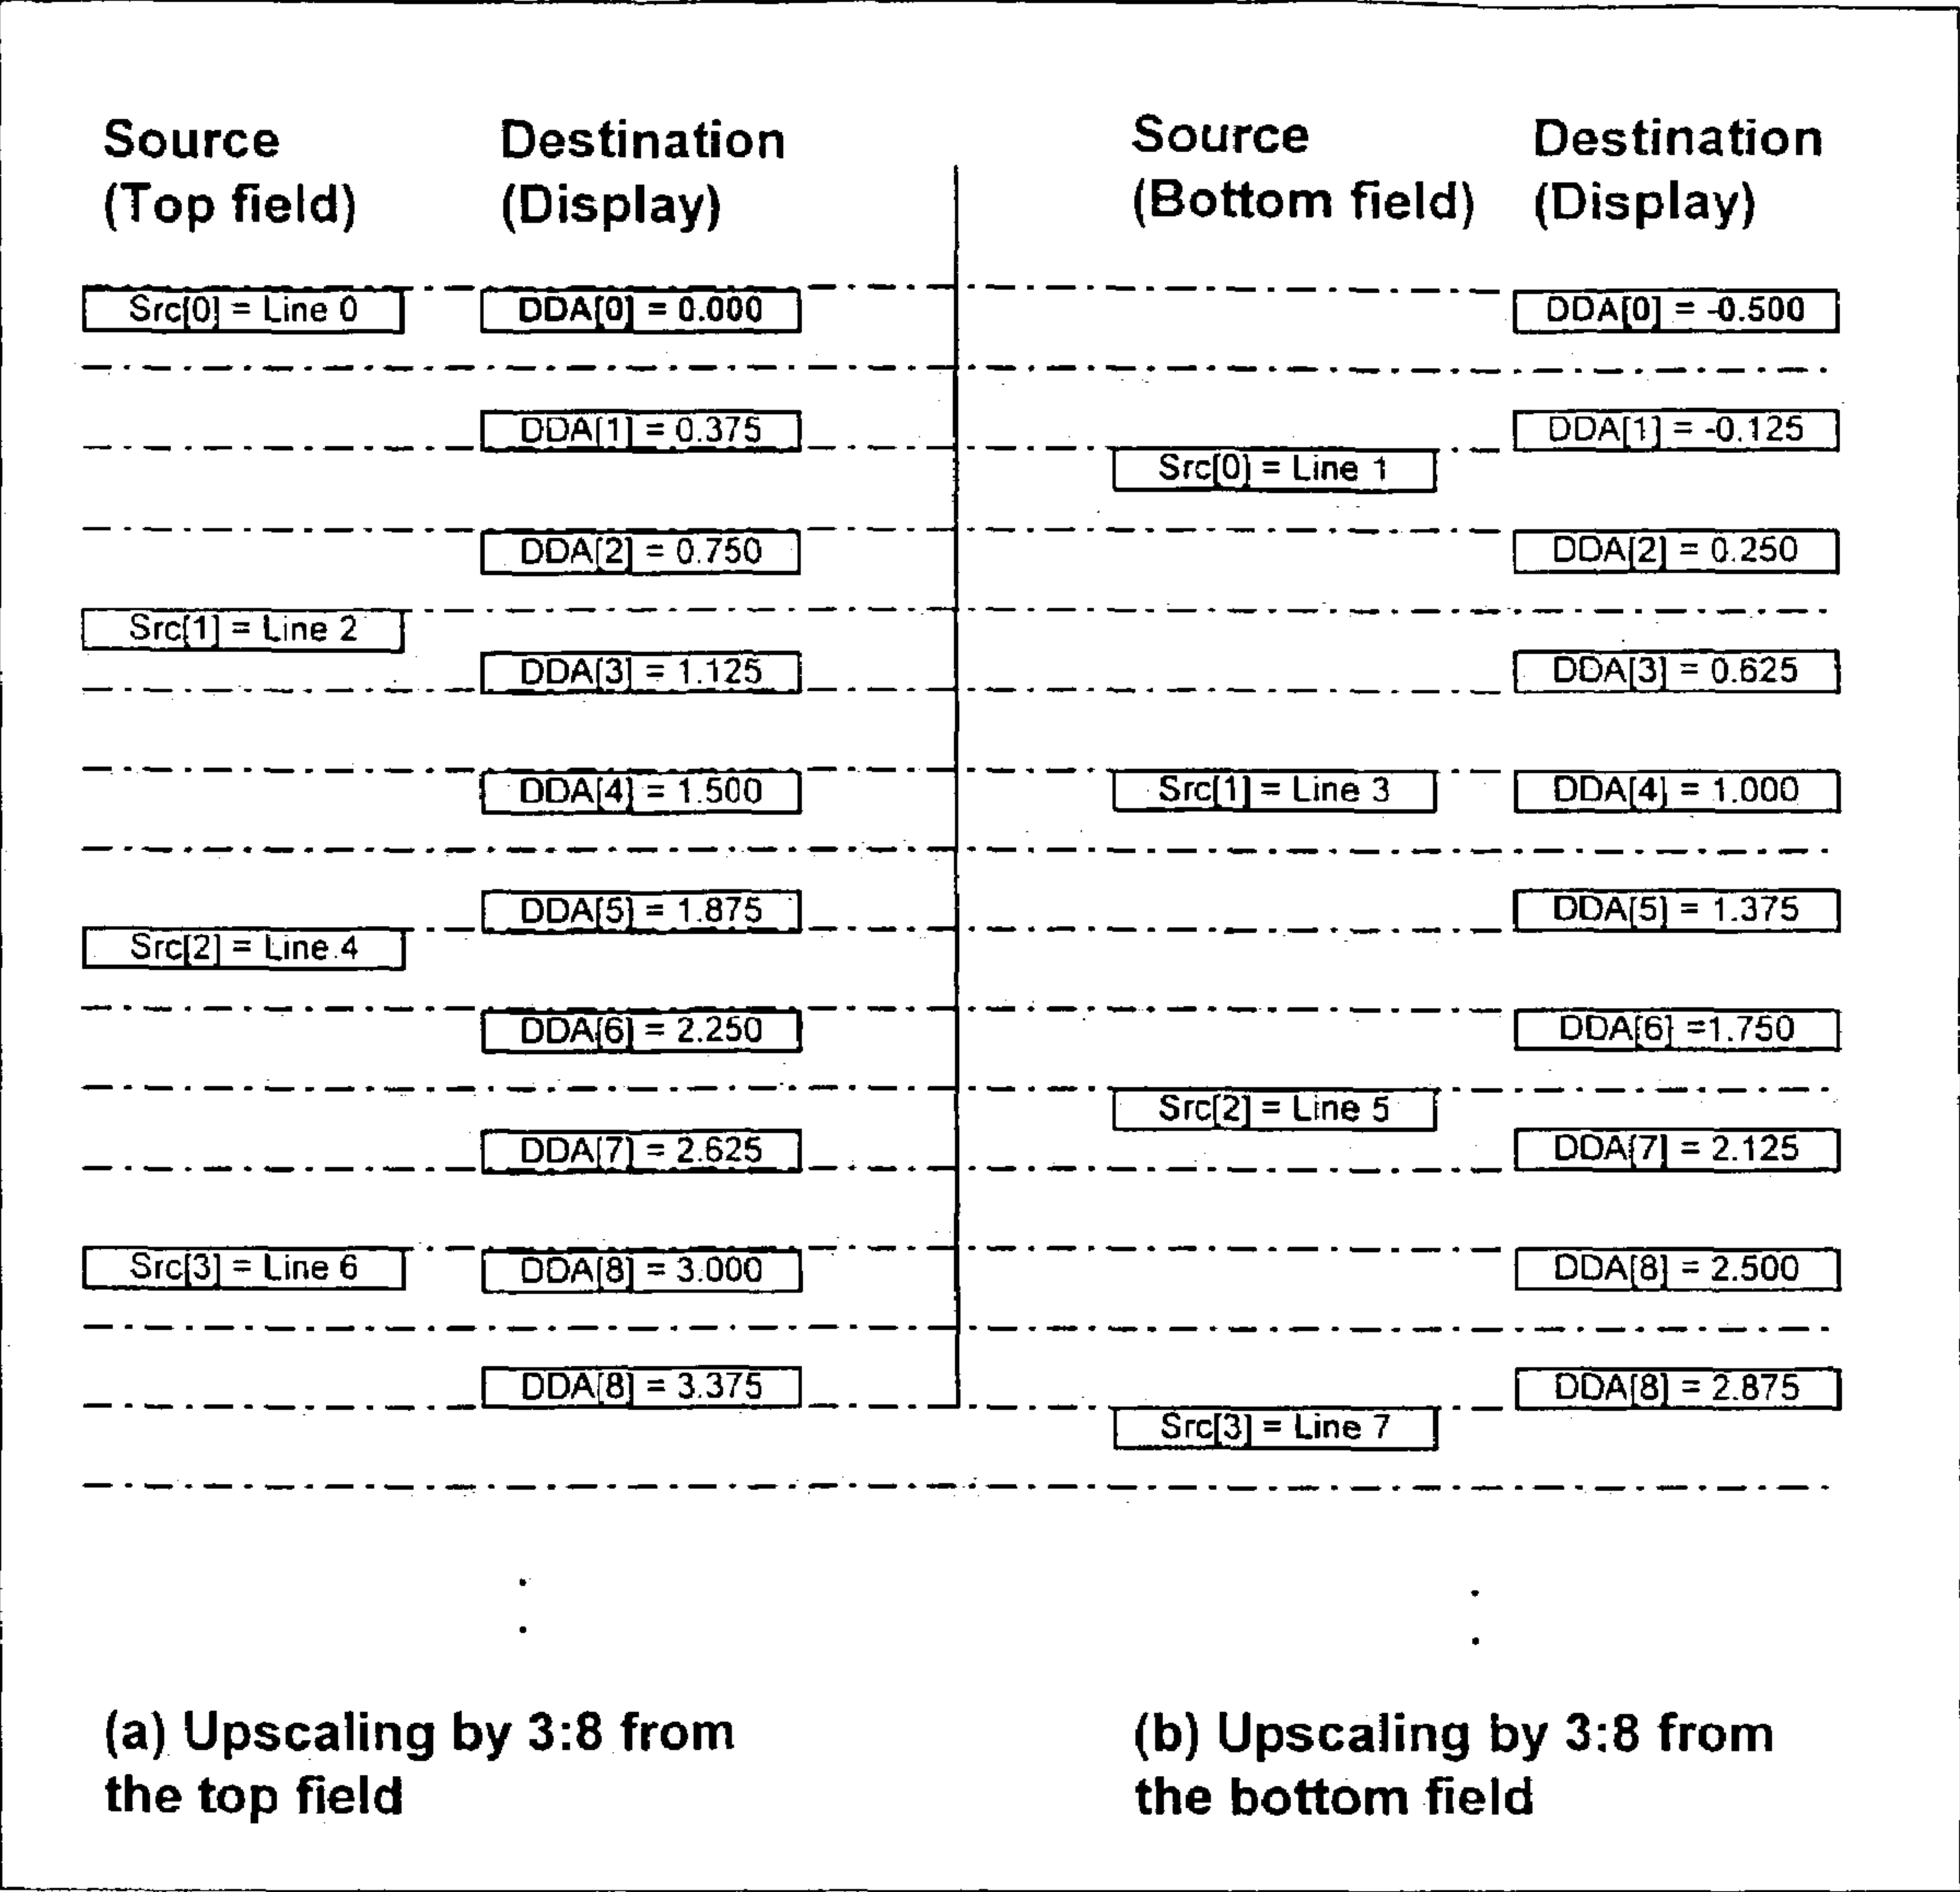 Source
(Top field)
Destination
(Display)
Src[0] = Line 0
DDA[0] = 0.000
DDA[1] = 0.375
DDA[2] = 0.750
Src[1] = Line 2
DDA[3] = 1.125
DDA[4] = 1.500
DDA[5] = 1.875
Src[2] = Line 4
DDA[6] = 2.250
DDA[7] = 2.625
Src[3] = Line 6
DDA[8] = 3.000
DDA[8] = 3.375
(a) Upscaling by 3:8 from
the top field
Source
(Bottom field)
Destination
(Display)
DDA[0] = -0.500
DDA[1] = -0.125
Src[0] = Line 1
DDA[2] = 0.250
DDA[3] = 0.625
Src[1] = Line 3
DDA[4] = 1.000
DDA[5] = 1.375
DDA[6] =1.750
Src[2] = Line 5
DDA[7] = 2.125
DDA[8] = 2.500
DDA[8] = 2.875
Src[3] = Line 7
(b) Upscaling by 3:8 from
the bottom field